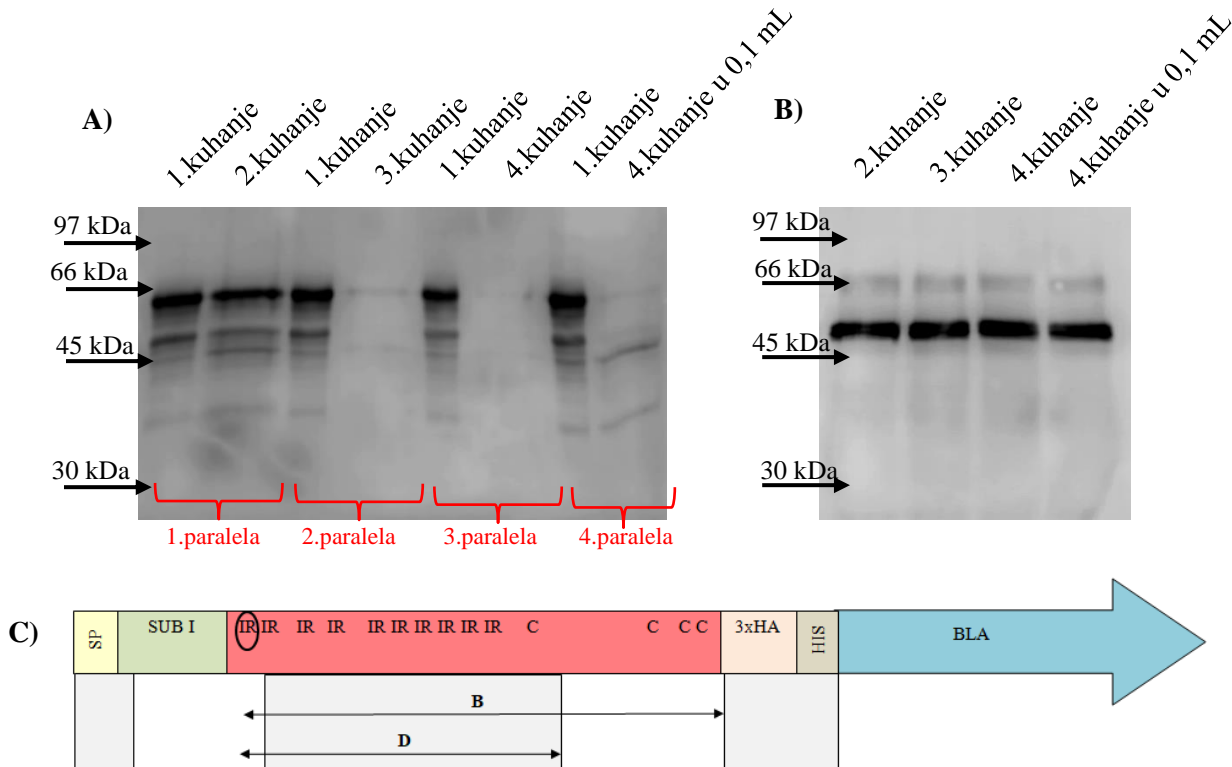 A)
1.kuhanje
2.kuhanje
1.kuhanje
3.kuhanje
1.kuhanje
4.kuhanje
1.kuhanje
4.kuhanje u 0,1 mL
97 kDa
66 kDa
45 kDa
30 kDa
1.paralela
2.paralela
3.paralela
4.paralela
B)
2.kuhanje
3.kuhanje
4.kuhanje
4.kuhanje u 0,1 mL
97 kDa
66 kDa
45 kDa
30 kDa
C)
SP
SUB I
IR IR IR IR IR IR IR IR IR IR C C C C
3xHA
HIS
BLA
B
D